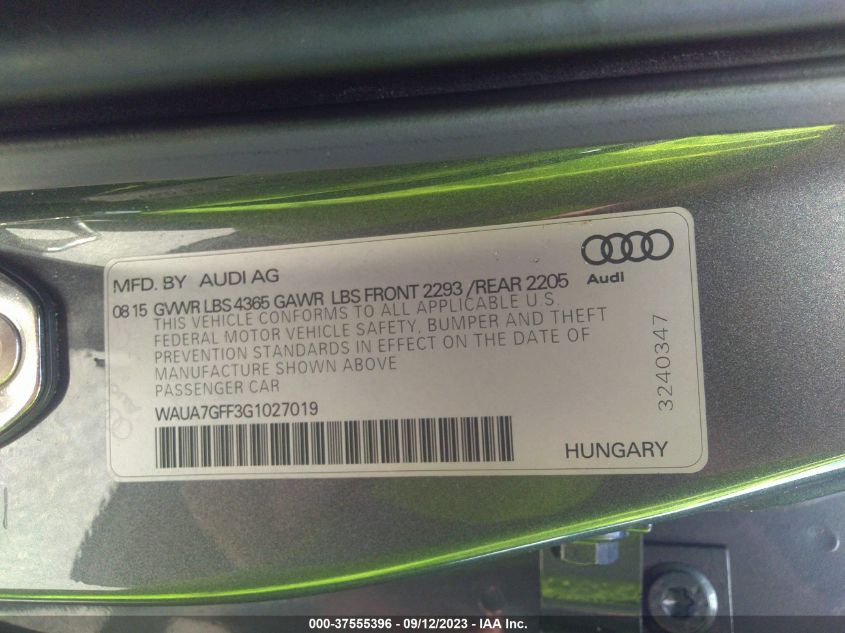 MFD. BY AUDI AG
08 15 GVWR LBS 4365 GAWR LBS FRONT 2293 /REAR 2205
THIS VEHICLE CONFORMS TO ALL APPLICABLE U.S.
FEDERAL MOTOR VEHICLE SAFETY, BUMPER AND THEFT
PREVENTION STANDARDS IN EFFECT ON THE DATE OF
MANUFACTURE SHOWN ABOVE
PASSENGER CAR
WAUA7GFF3G1027019
Audi
3240347
HUNGARY
000-37555396 - 09/12/2023 - IAA Inc.